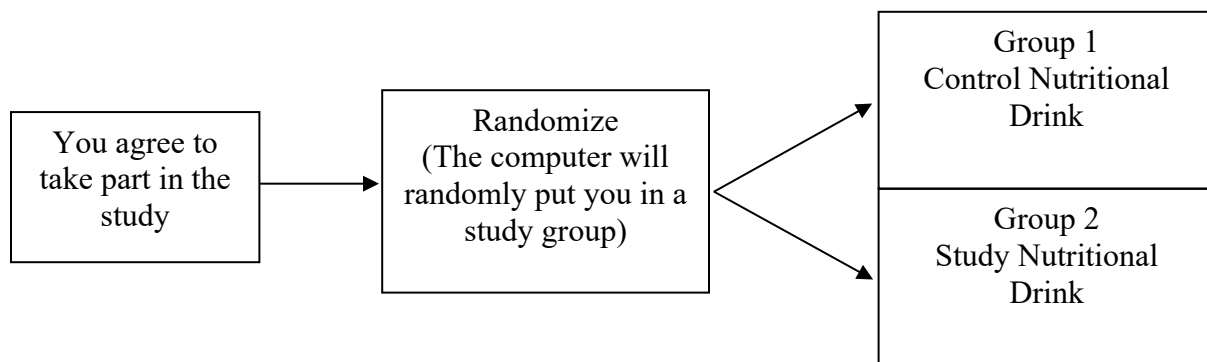 You agree to
take part in the
study
Randomize
(The computer will
randomly put you in a
study group)
Group 1
Control Nutritional
Drink
Group 2
Study Nutritional
Drink